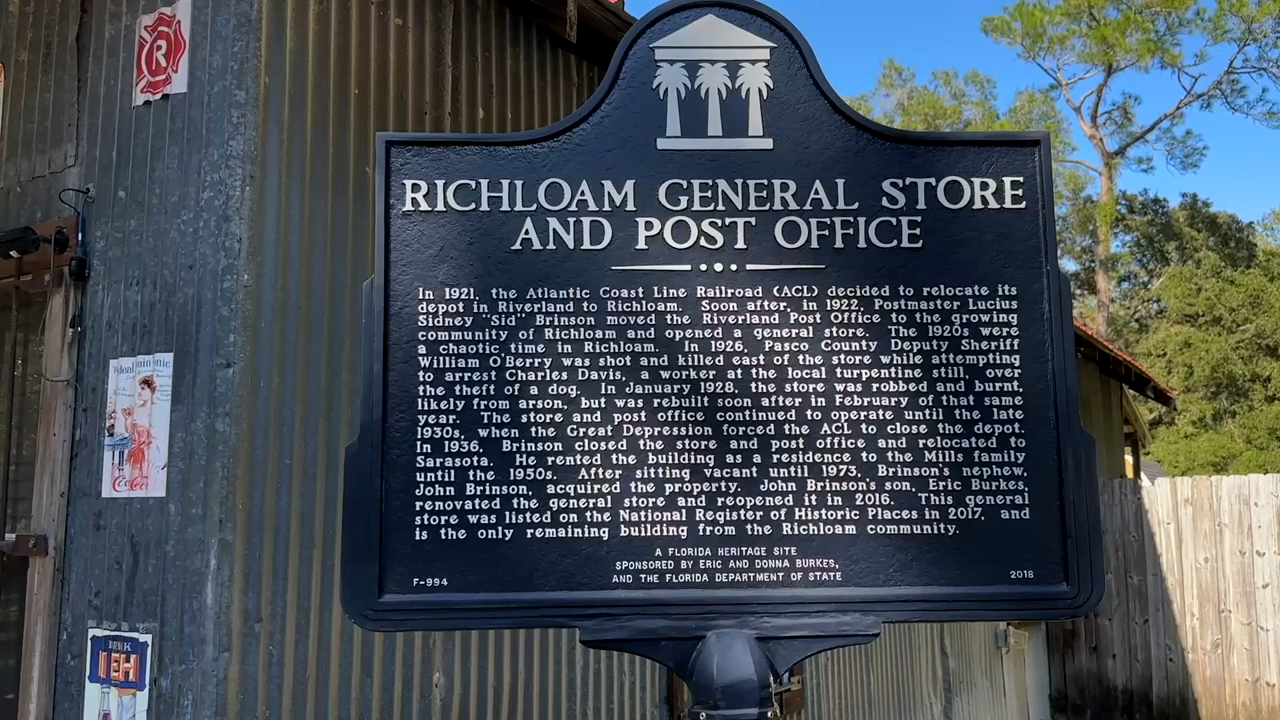 R
RICHLOAM GENERAL STORE
AND POST OFFICE
In 1921, the Atlantic Coast Line Railroad (ACL) decided to relocate its
depot in Riverland to Richloam. Soon after, in 1922, Postmaster Lucius
Sidney "Sid" Brinson moved the Riverland Post Office to the growing
community of Richloam and opened a general store. The 1920s were
a chaotic time in Richloam. In 1926, Pasco County Deputy Sheriff
William O'Berry was shot and killed east of the store while attempting
to arrest Charles Davis, a worker at the local turpentine still, over
the theft of a dog. In January 1928, the store was robbed and burnt,
likely from arson, but was rebuilt soon after in February of that same
year. The store and post office continued to operate until the late
1930s, when the Great Depression forced the ACL to close the depot.
In 1936, Brinson closed the store and post office and relocated to
Sarasota. He rented the building as a residence to the Mills family
until the 1950s. After sitting vacant until 1973, Brinson's nephew,
John Brinson, acquired the property. John Brinson's son, Eric Burkes,
renovated the general store and reopened it in 2016. This general
store was listed on the National Register of Historic Places in 2017, and
is the only remaining building from the Richloam community.
A FLORIDA HERITAGE SITE
SPONSORED BY ERIC AND DONNA BURKES,
AND THE FLORIDA DEPARTMENT OF STATE
F-994
2018